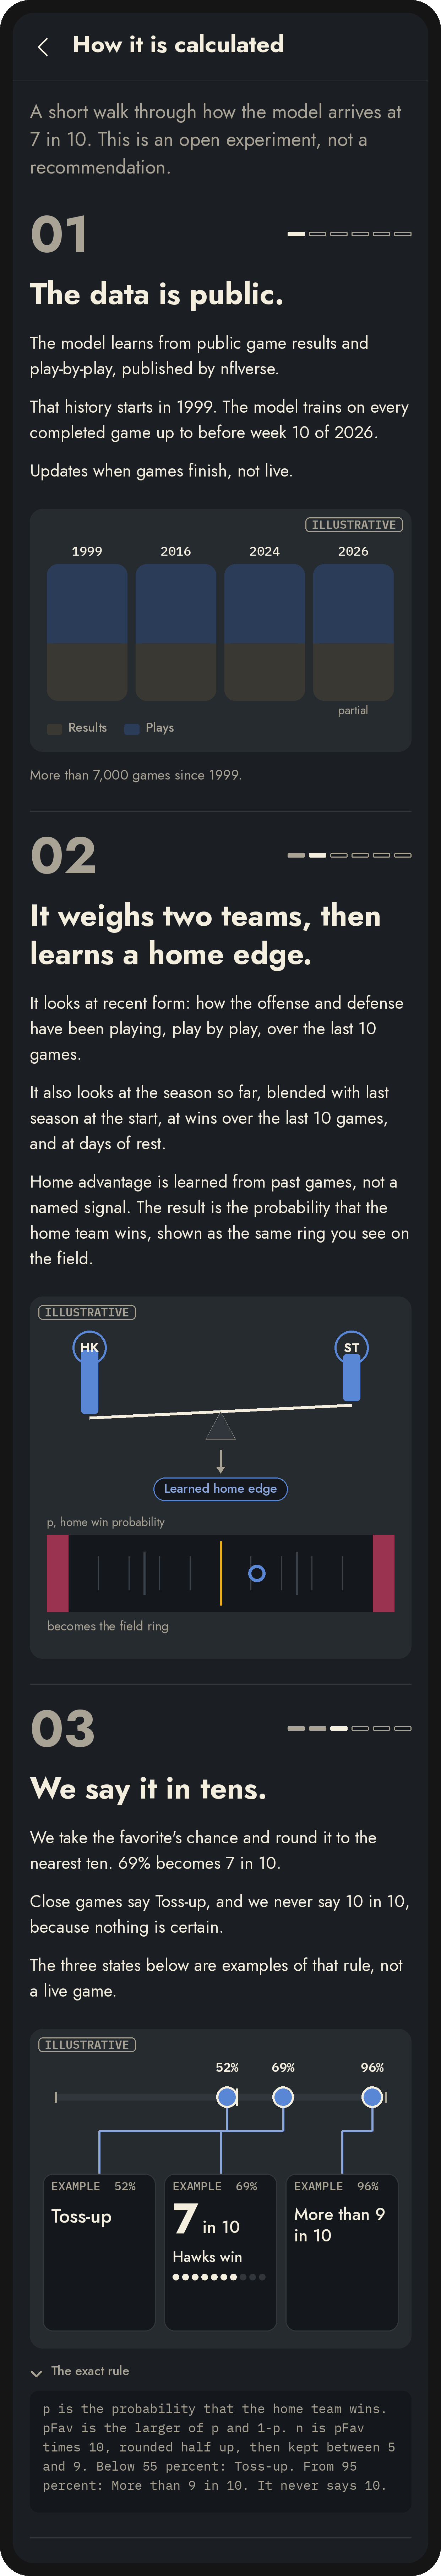 How it is calculated
A short walk through how the model arrives at
7 in 10. This is an open experiment, not a
recommendation.
01
The data is public.
The model learns from public game results and
play-by-play, published by nflverse.
That history starts in 1999. The model trains on every
completed game up to before week 10 of 2026.
Updates when games finish, not live.
ILLUSTRATIVE
1999 2016 2024 2026
partial
Results Plays
More than 7,000 games since 1999.
02
It weighs two teams, then
learns a home edge.
It looks at recent form: how the offense and defense
have been playing, play by play, over the last 10
games.
It also looks at the season so far, blended with last
season at the start, at wins over the last 10 games,
and at days of rest.
Home advantage is learned from past games, not a
named signal. The result is the probability that the
home team wins, shown as the same ring you see on
the field.
ILLUSTRATIVE
HK ST
Learned home edge
p, home win probability
becomes the field ring
03
We say it in tens.
We take the favorite's chance and round it to the
nearest ten. 69% becomes 7 in 10.
Close games say Toss-up, and we never say 10 in 10,
because nothing is certain.
The three states below are examples of that rule, not
a live game.
ILLUSTRATIVE
52% 69% 96%
EXAMPLE 52%
Toss-up
EXAMPLE 69%
7 in 10
Hawks win
EXAMPLE 96%
More than 9
in 10
The exact rule
p is the probability that the home team wins.
pFav is the larger of p and 1-p. n is pFav
times 10, rounded half up, then kept between 5
and 9. Below 55 percent: Toss-up. From 95
percent: More than 9 in 10. It never says 10.